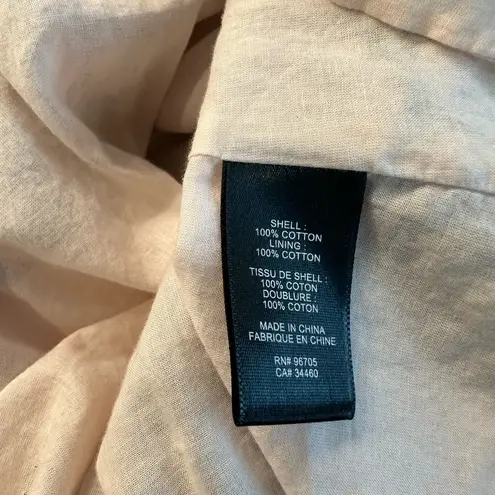 SHELL :
100% COTTON
LINING :
100% COTTON
TISSU DE SHELL :
100% COTON
DOUBLURE :
100% COTON
MADE IN CHINA
FABRIQUE EN CHINE
RN# 96705
CA# 34460